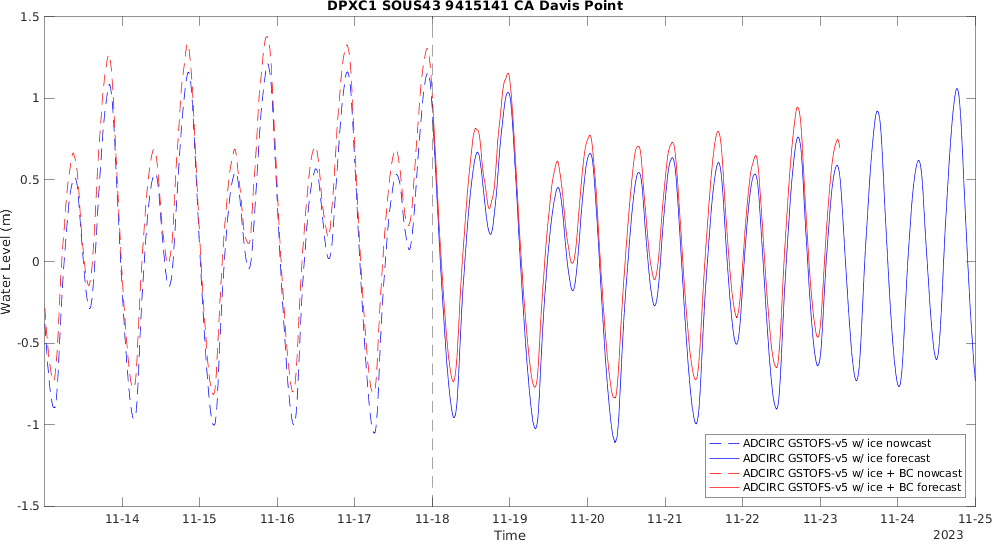 DPXC1 SOUS43 9415141 CA Davis Point
1.5
1
0.5
0
-0.5
-1
-1.5
Water Level (m)
11-14 11-15 11-16 11-17 11-18 11-19 11-20 11-21 11-22 11-23 11-24 11-25
Time
2023
ADCIRC GSTOFS-v5 w/ ice nowcast
ADCIRC GSTOFS-v5 w/ ice forecast
ADCIRC GSTOFS-v5 w/ ice + BC nowcast
ADCIRC GSTOFS-v5 w/ ice + BC forecast